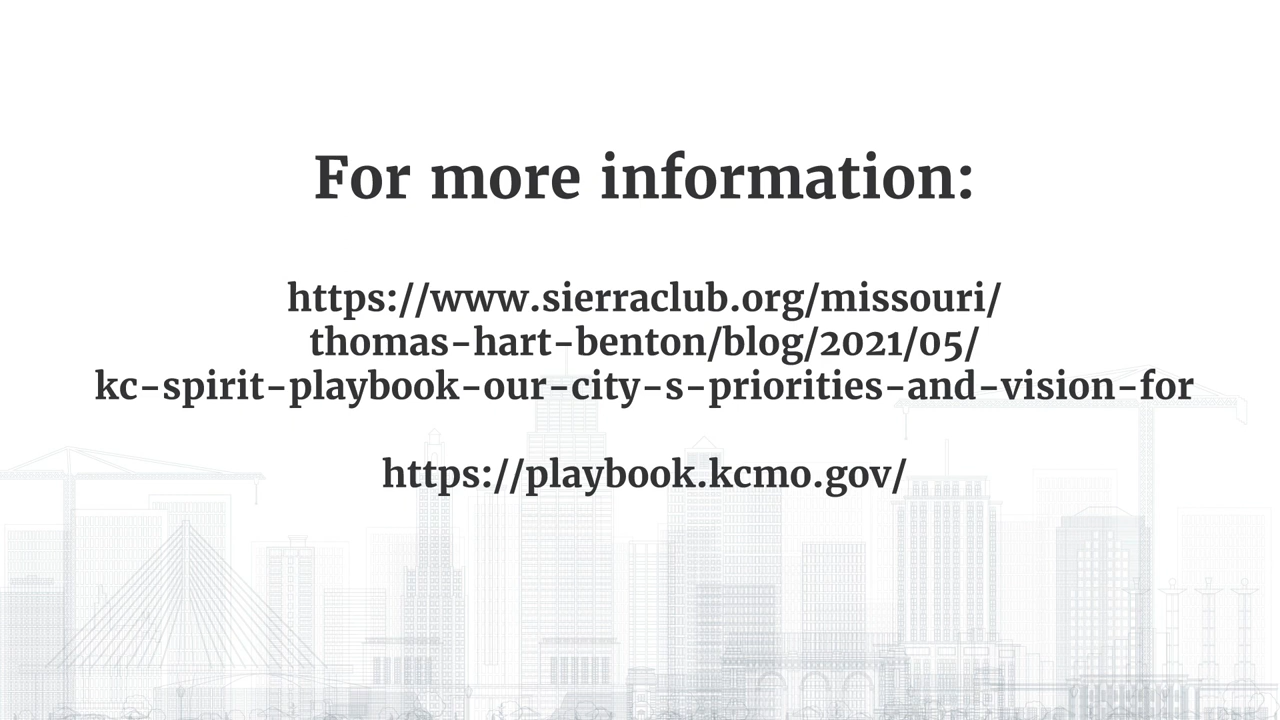 For more information:
https://www.sierraclub.org/missouri/
thomas-hart-benton/blog/2021/05/
kc-spirit-playbook-our-city-s-priorities-and-vision-for
https://playbook.kcmo.gov/